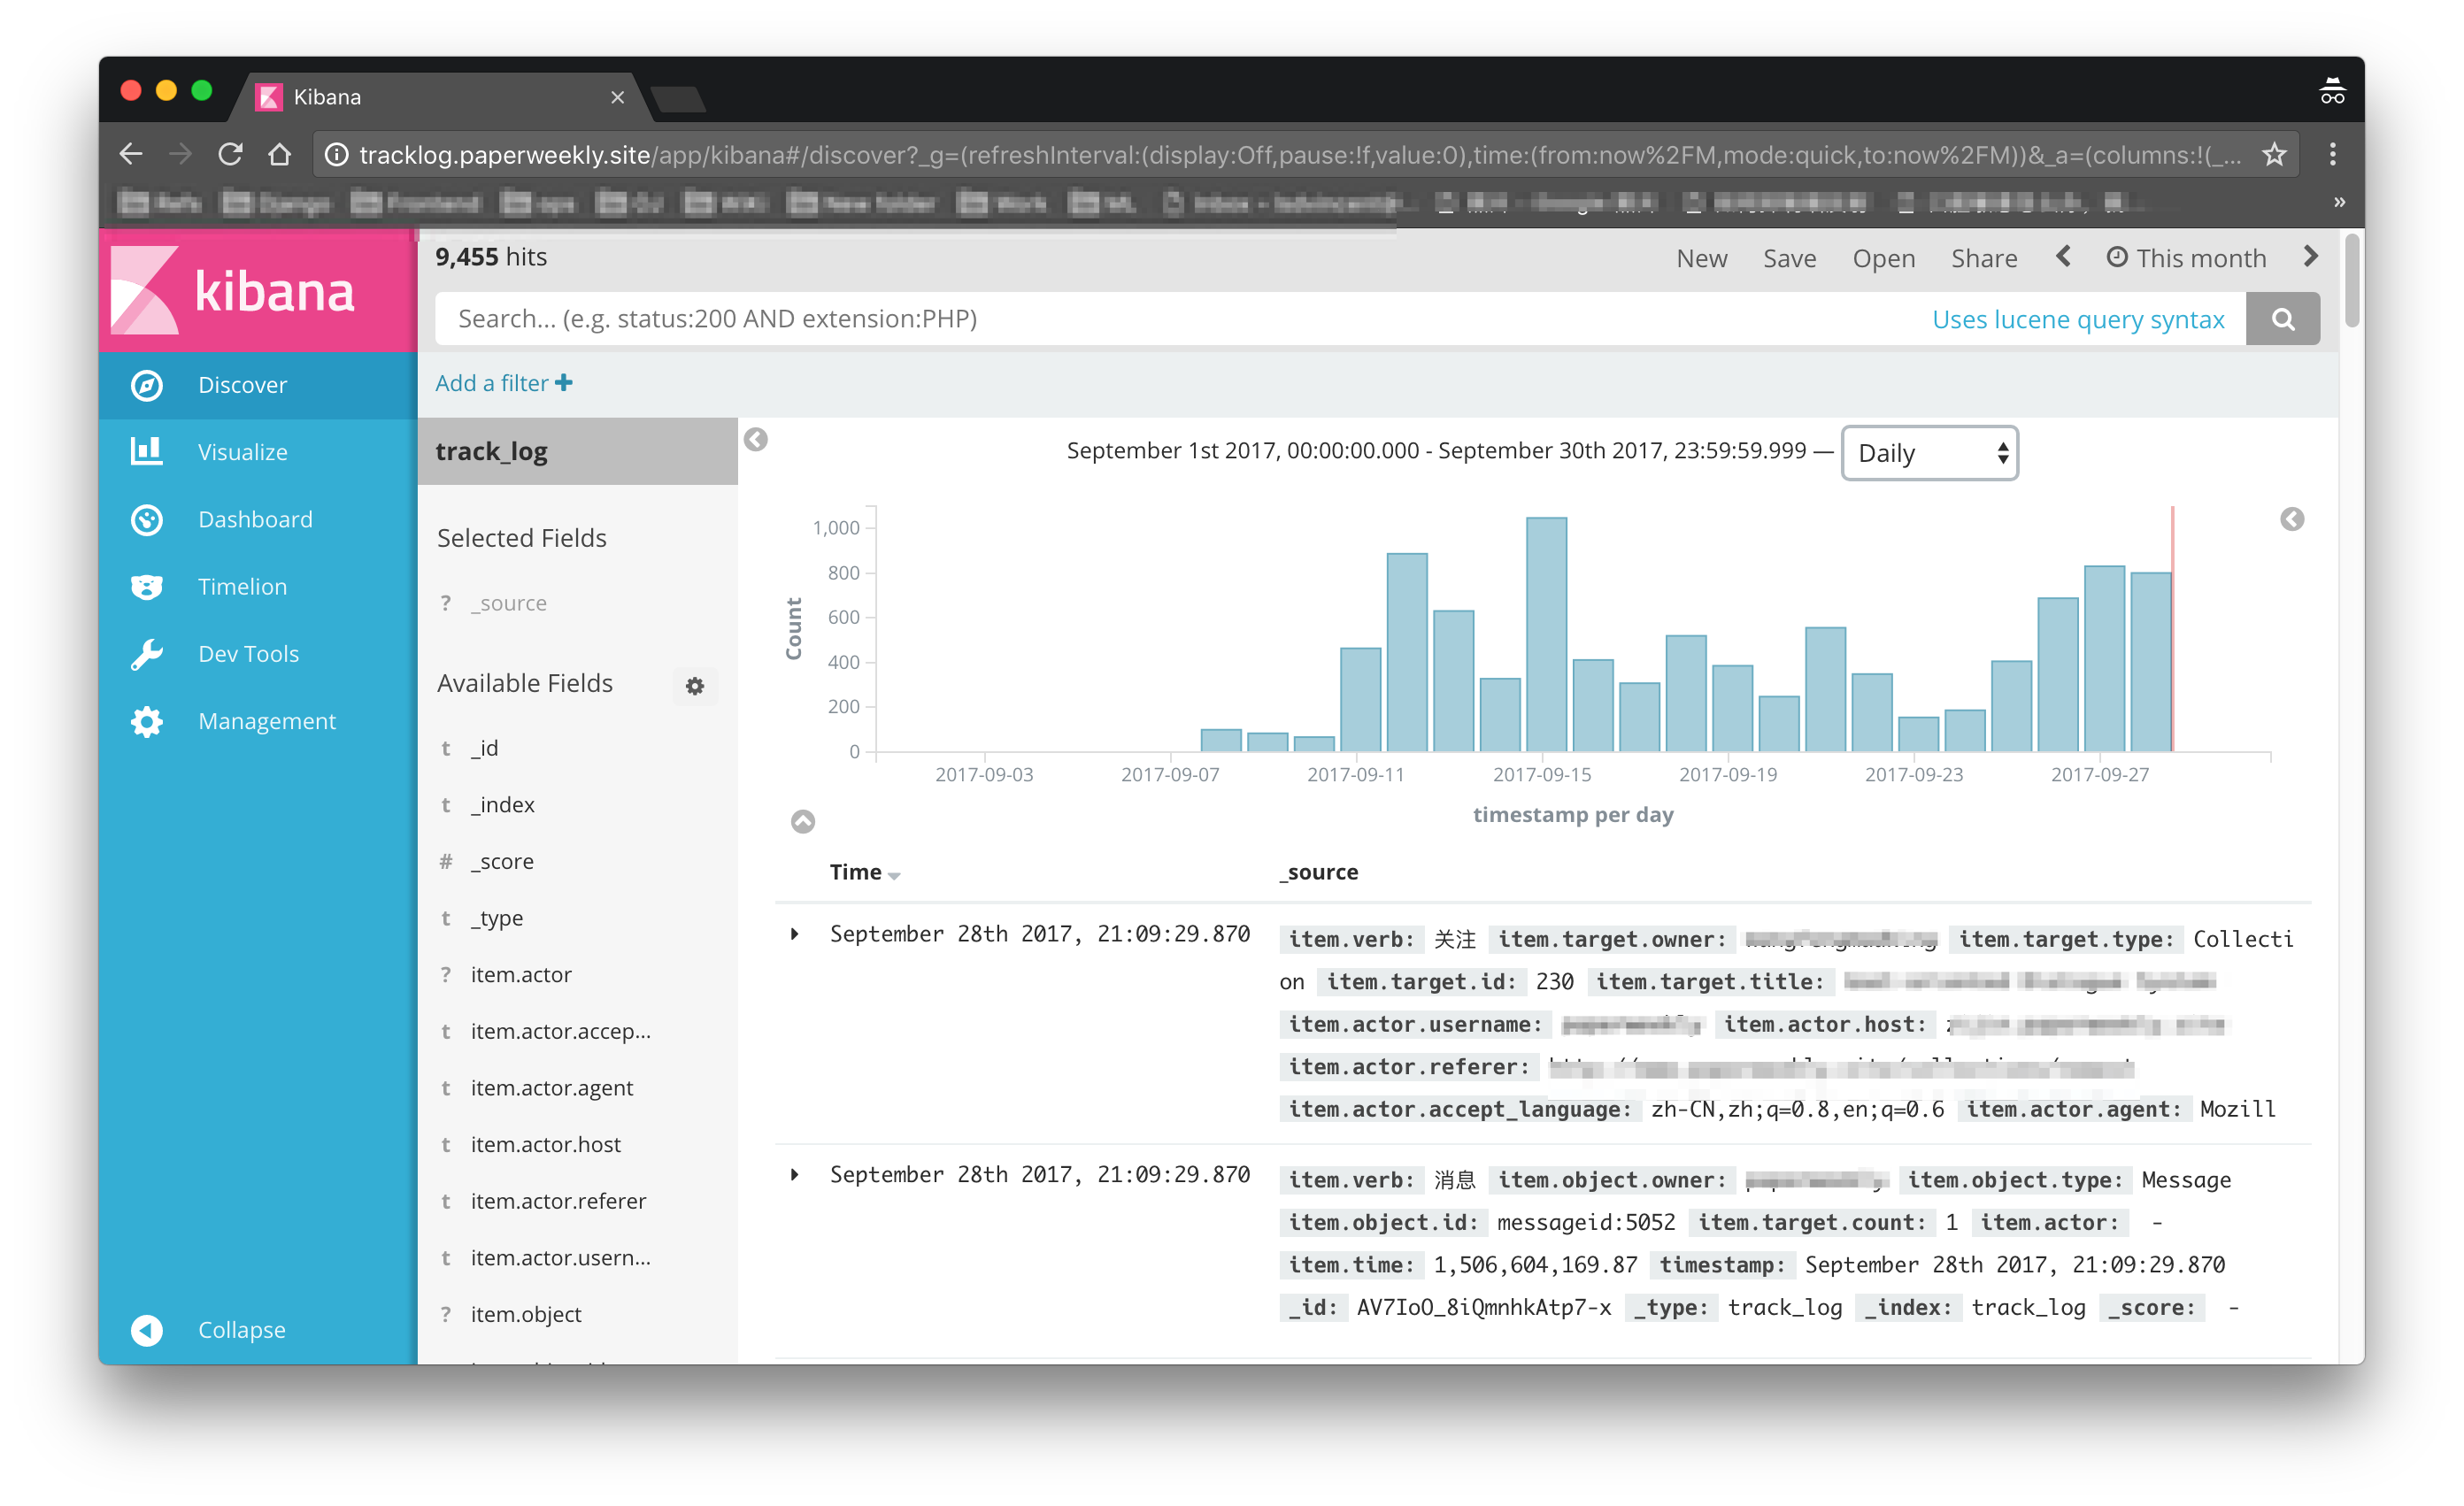 Kibana
tracklog.paperweekly.site/app/kibana#/discover?_g=(refreshInterval:(display:Off,pause:!f,value:0),time:(from:now%2FM,mode:quick,to:now%2FM))&_a=(columns:!(_...
»
kibana
Discover
Visualize
Dashboard
Timelion
Dev Tools
Management
Collapse
9,455 hits
New Save Open Share This month
Search... (e.g. status:200 AND extension:PHP) Uses lucene query syntax
Add a filter +
track_log
Selected Fields
? _source
Available Fields
t _id
t _index
# _score
t _type
? item.actor
t item.actor.accep...
t item.actor.agent
t item.actor.host
t item.actor.referer
t item.actor.usern...
? item.object
September 1st 2017, 00:00:00.000 - September 30th 2017, 23:59:59.999 — Daily
Count
1,000
800
600
400
200
0
2017-09-03 2017-09-07 2017-09-11 2017-09-15 2017-09-19 2017-09-23 2017-09-27
timestamp per day
Time _source
September 28th 2017, 21:09:29.870
item.verb: 关注 item.target.owner: item.target.type: Collecti
on item.target.id: 230 item.target.title:
item.actor.username: item.actor.host:
item.actor.referer:
item.actor.accept_language: zh-CN,zh;q=0.8,en;q=0.6 item.actor.agent: Mozill
September 28th 2017, 21:09:29.870
item.verb: 消息 item.object.owner: item.object.type: Message
item.object.id: messageid:5052 item.target.count: 1 item.actor: -
item.time: 1,506,604,169.87 timestamp: September 28th 2017, 21:09:29.870
_id: AV7IoO_8iQmnhkAtp7-x _type: track_log _index: track_log _score: -